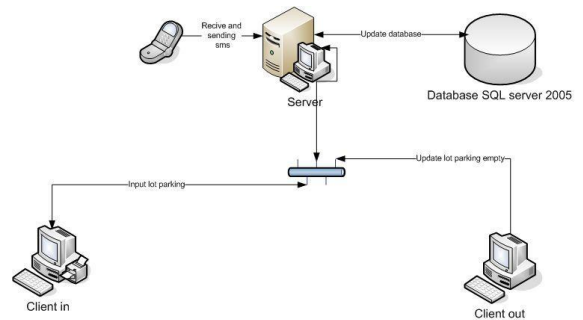 Recive and
sending
sms
Update database
Server
Database SQL server 2005
Update lot parking empty
Input lot parking
Client in
Client out